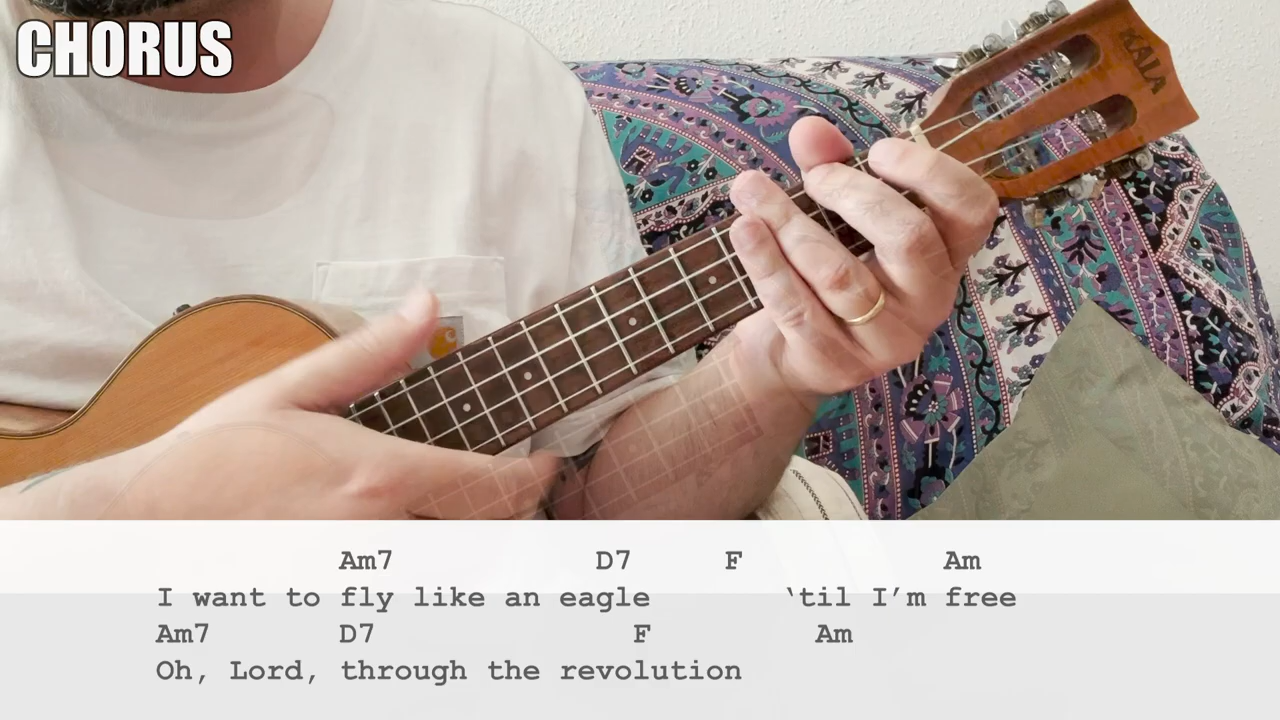 CHORUS
KALA
Am7 D7 F Am
I want to fly like an eagle ‘til I’m free
Am7 D7 F Am
Oh, Lord, through the revolution